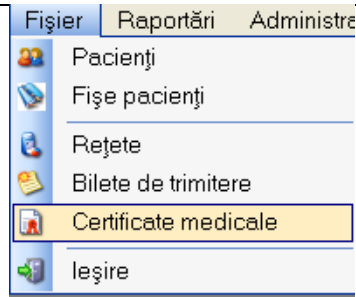 Fişier Raportări Administra
Pacienţi
Fişe pacienţi
Reţete
Bilete de trimitere
Certificate medicale
Ieşire